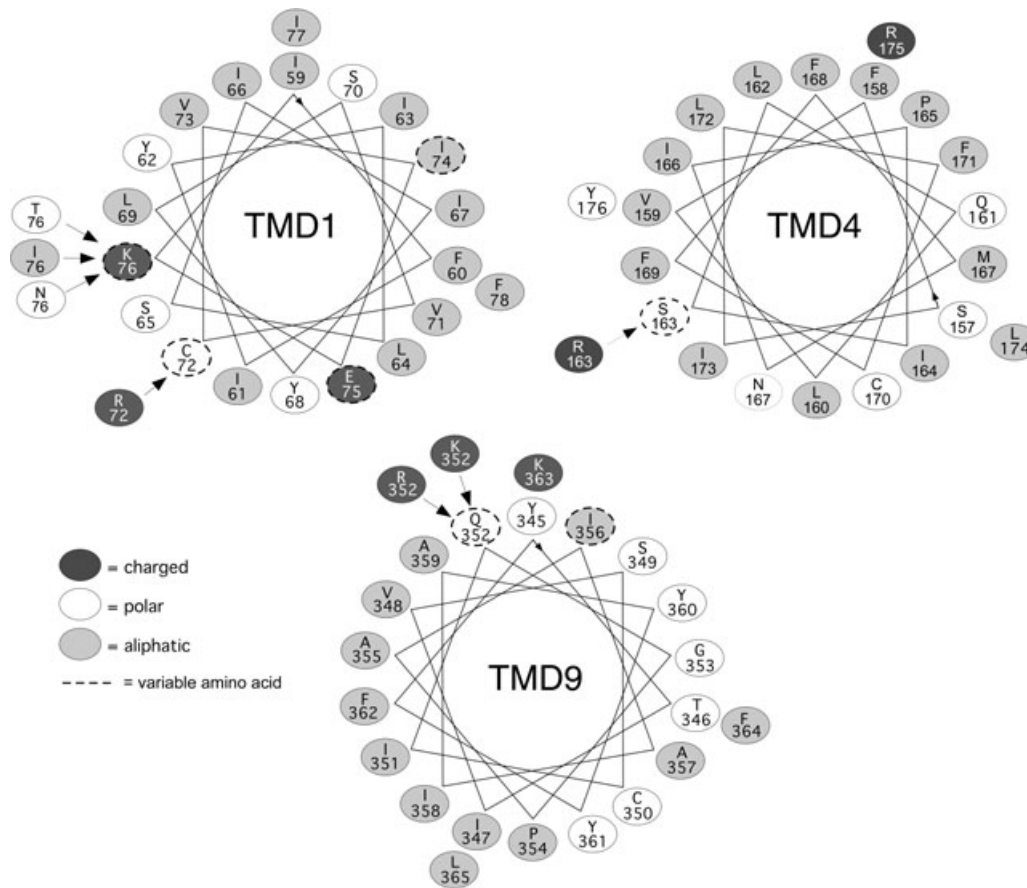 I
77
I
59
S
70
I
66
I
63
V
73
I
74
Y
62
L
69
I
67
T
76
I
76
N
76
K
76
TMD1
F
60
F
78
S
65
V
71
C
72
L
64
R
72
I
61
Y
68
E
75
R
175
L
162
F
168
F
158
P
165
L
172
F
171
I
166
Y
176
V
159
Q
161
TMD4
F
169
M
167
S
163
S
157
R
163
I
173
I
164
L
174
N
167
L
160
C
170
K
352
R
352
K
363
Q
352
Y
345
I
356
A
359
S
349
V
348
Y
360
A
355
G
353
TMD9
F
362
T
346
F
364
I
351
A
357
I
358
C
350
I
347
P
354
Y
361
L
365
= charged
= polar
= aliphatic
= variable amino acid